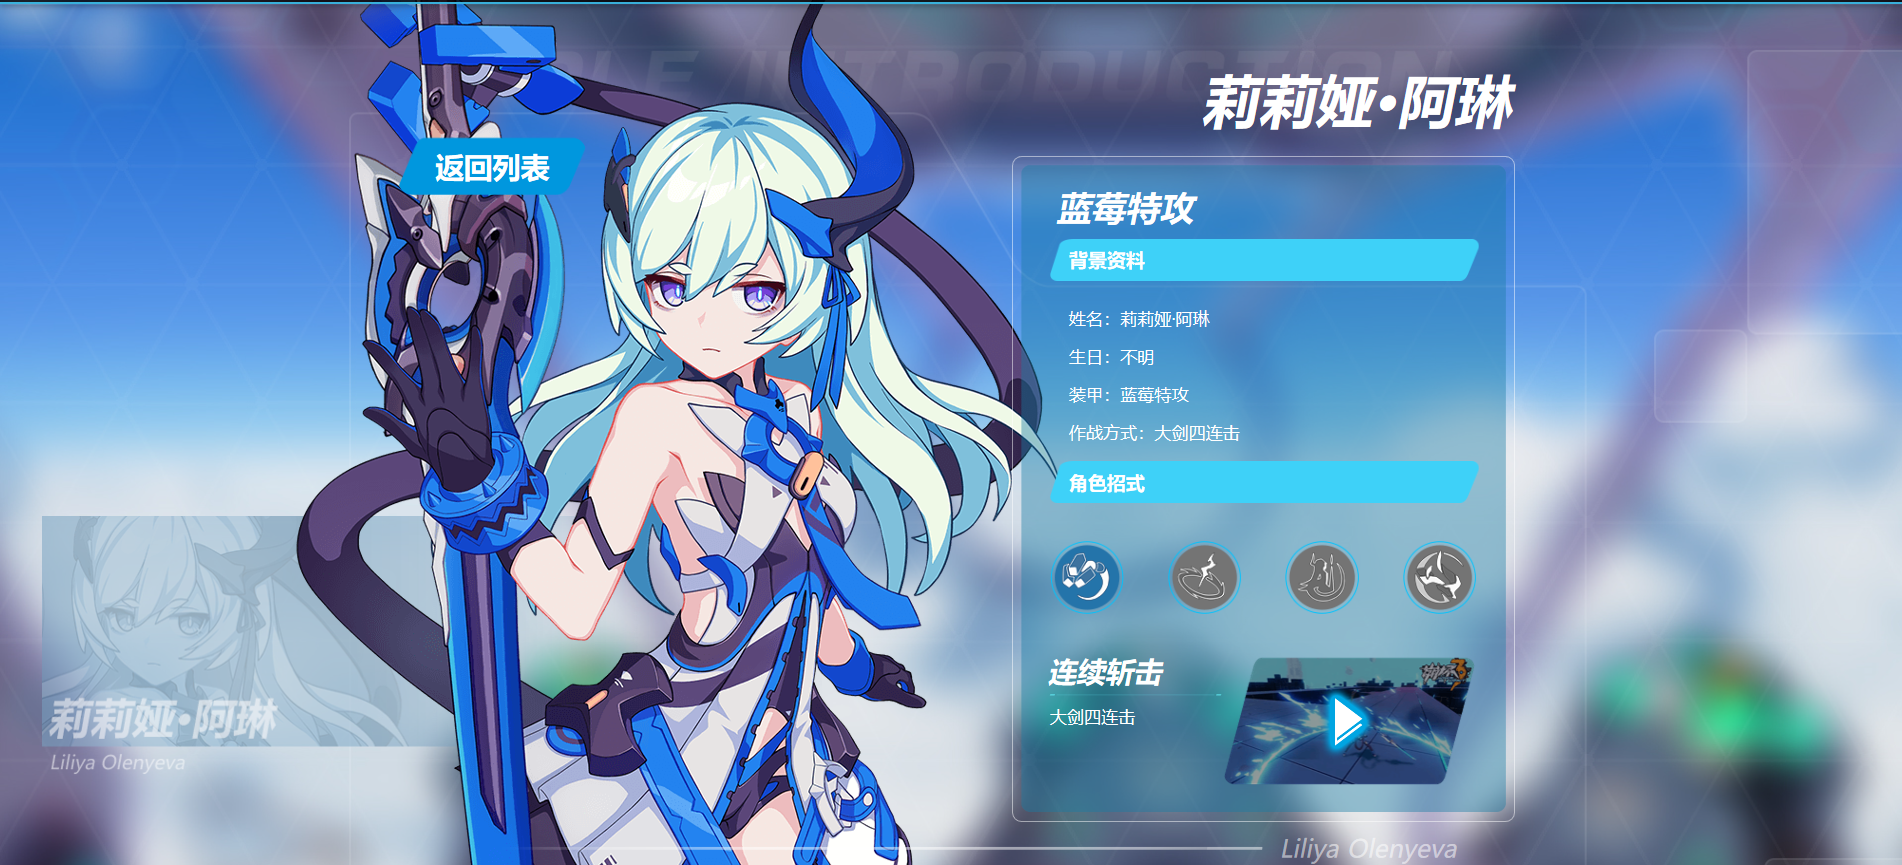 ROLE INTRODUCTION
莉莉娅·阿琳
返回列表
蓝莓特攻
背景资料
姓名：莉莉娅·阿琳
生日：不明
装甲：蓝莓特攻
作战方式：大剑四连击
角色招式
连续斩击
大剑四连击
莉莉娅·阿琳
Liliya Olenyeva
Liliya Olenyeva